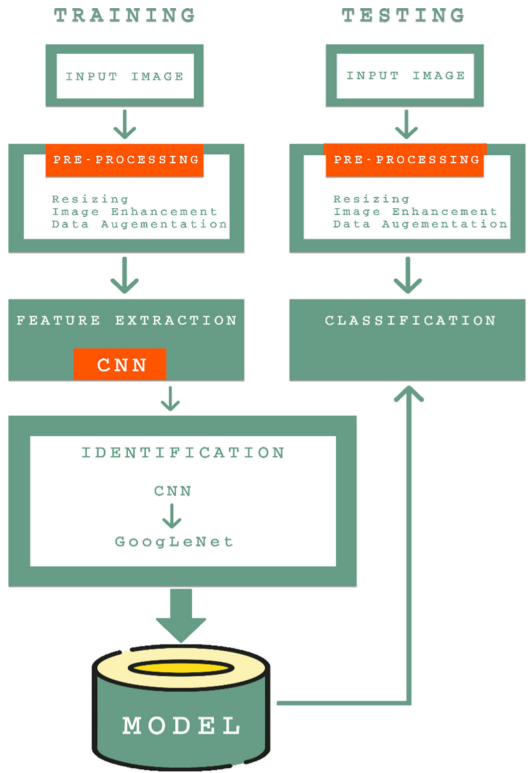 TRAINING
INPUT IMAGE
PRE-PROCESSING
Resizing
Image Enhancement
Data Augementation
FEATURE EXTRACTION
CNN
IDENTIFICATION
CNN
GoogLeNet
MODEL
TESTING
INPUT IMAGE
PRE-PROCESSING
Resizing
Image Enhancement
Data Augementation
CLASSIFICATION